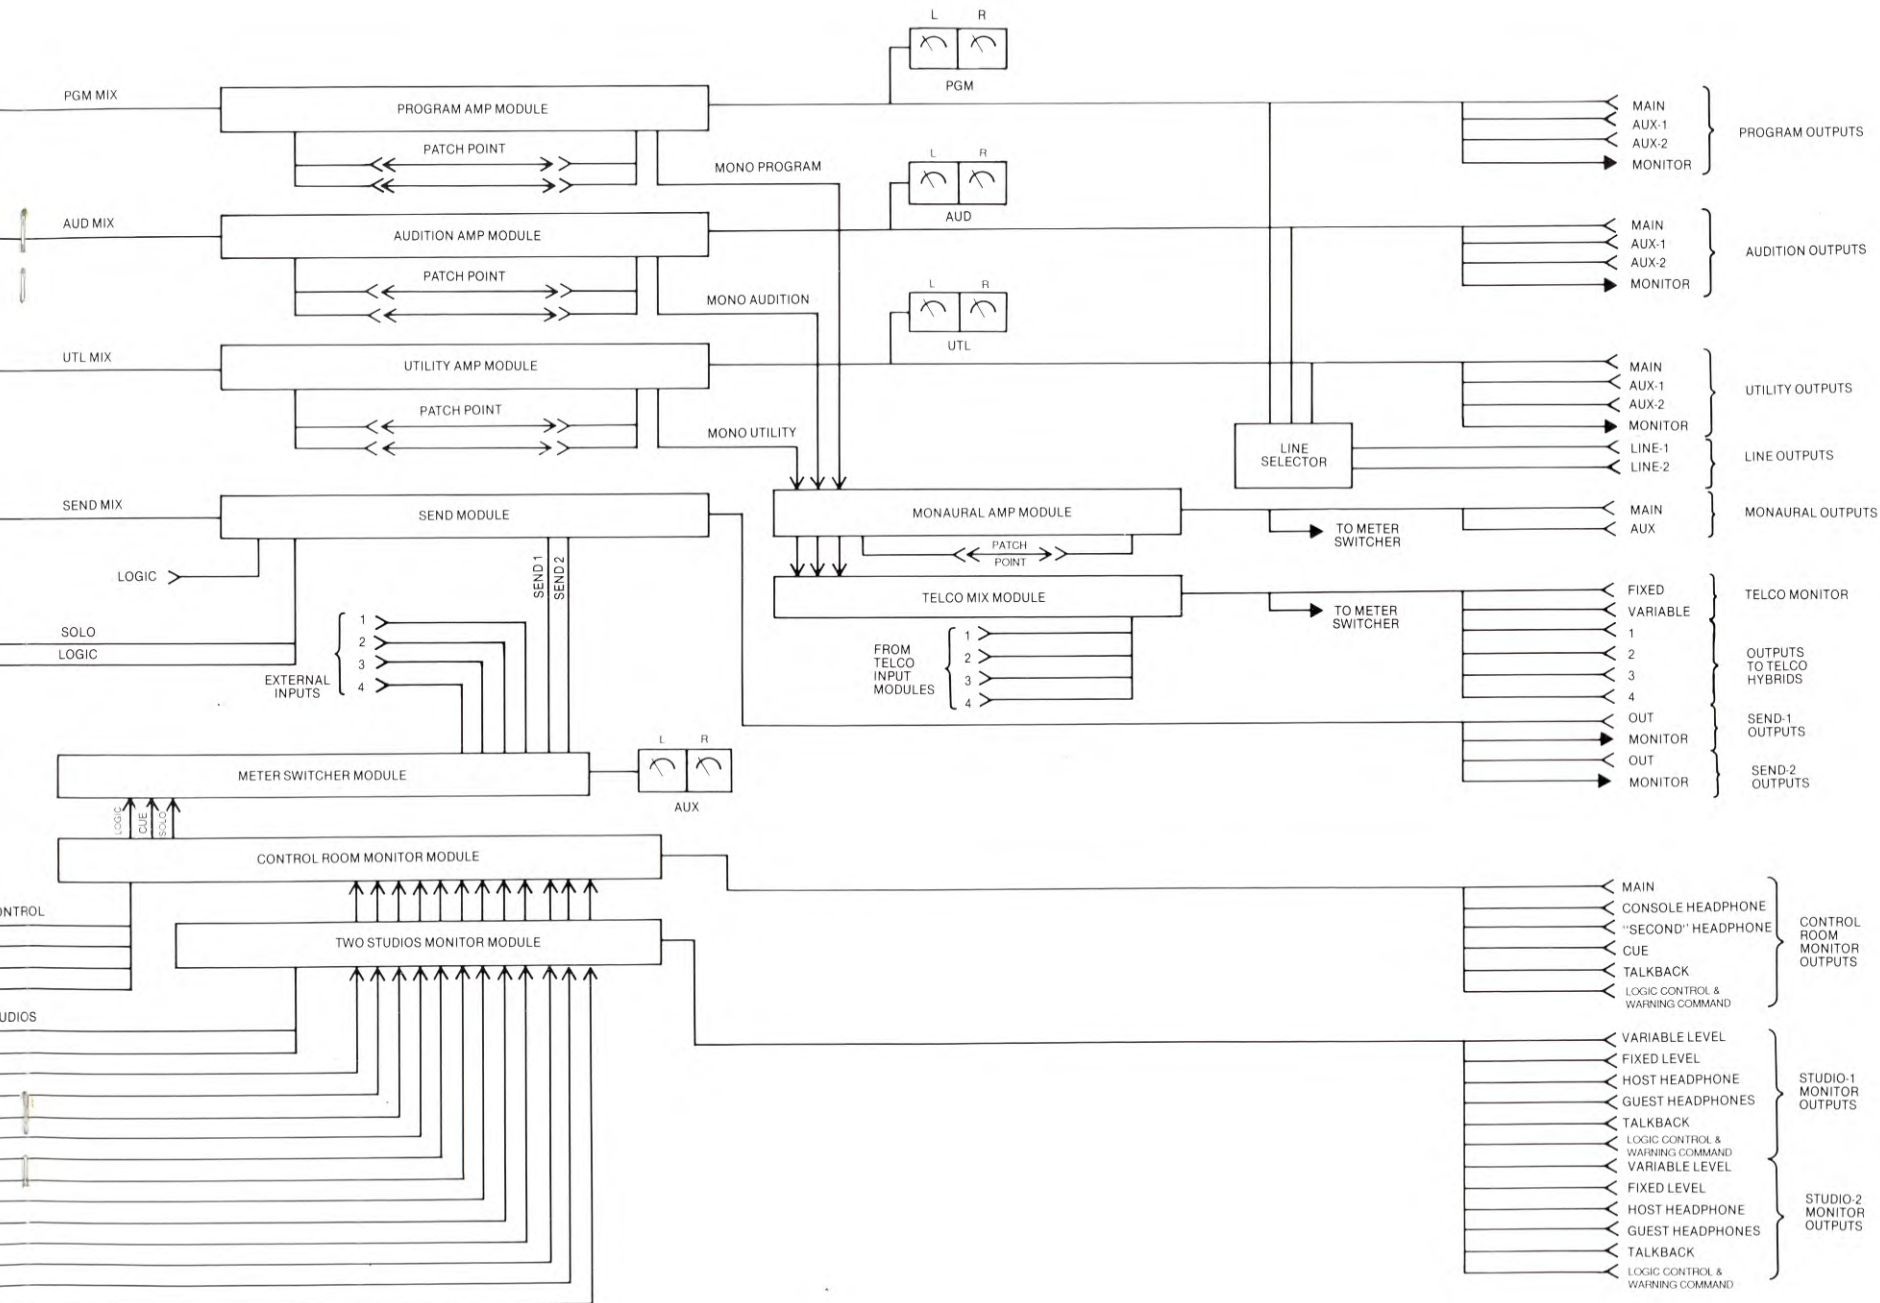 L R
PGM
PGM MIX
PROGRAM AMP MODULE
PATCH POINT
MONO PROGRAM
MAIN
AUX-1
AUX-2
MONITOR
PROGRAM OUTPUTS
L R
AUD
AUD MIX
AUDITION AMP MODULE
PATCH POINT
MONO AUDITION
MAIN
AUX-1
AUX-2
MONITOR
AUDITION OUTPUTS
L R
UTL
UTL MIX
UTILITY AMP MODULE
PATCH POINT
MONO UTILITY
MAIN
AUX-1
AUX-2
MONITOR
UTILITY OUTPUTS
LINE
SELECTOR
LINE-1
LINE-2
LINE OUTPUTS
SEND MIX
SEND MODULE
LOGIC
SEND 1
SEND 2
SOLO
LOGIC
EXTERNAL
INPUTS
1
2
3
4
MONAURAL AMP MODULE
PATCH
POINT
TO METER
SWITCHER
MAIN
AUX
MONAURAL OUTPUTS
TELCO MIX MODULE
TO METER
SWITCHER
FROM
TELCO
INPUT
MODULES
1
2
3
4
FIXED
VARIABLE
TELCO MONITOR
1
2
3
4
OUTPUTS
TO TELCO
HYBRIDS
OUT
MONITOR
SEND-1
OUTPUTS
OUT
MONITOR
SEND-2
OUTPUTS
METER SWITCHER MODULE
L R
AUX
LOGIC
CUE
SOLO
CONTROL ROOM MONITOR MODULE
ONTROL
TWO STUDIOS MONITOR MODULE
UDIOS
MAIN
CONSOLE HEADPHONE
"SECOND" HEADPHONE
CUE
TALKBACK
LOGIC CONTROL &
WARNING COMMAND
CONTROL
ROOM
MONITOR
OUTPUTS
VARIABLE LEVEL
FIXED LEVEL
HOST HEADPHONE
GUEST HEADPHONES
TALKBACK
LOGIC CONTROL &
WARNING COMMAND
STUDIO-1
MONITOR
OUTPUTS
VARIABLE LEVEL
FIXED LEVEL
HOST HEADPHONE
GUEST HEADPHONES
TALKBACK
LOGIC CONTROL &
WARNING COMMAND
STUDIO-2
MONITOR
OUTPUTS